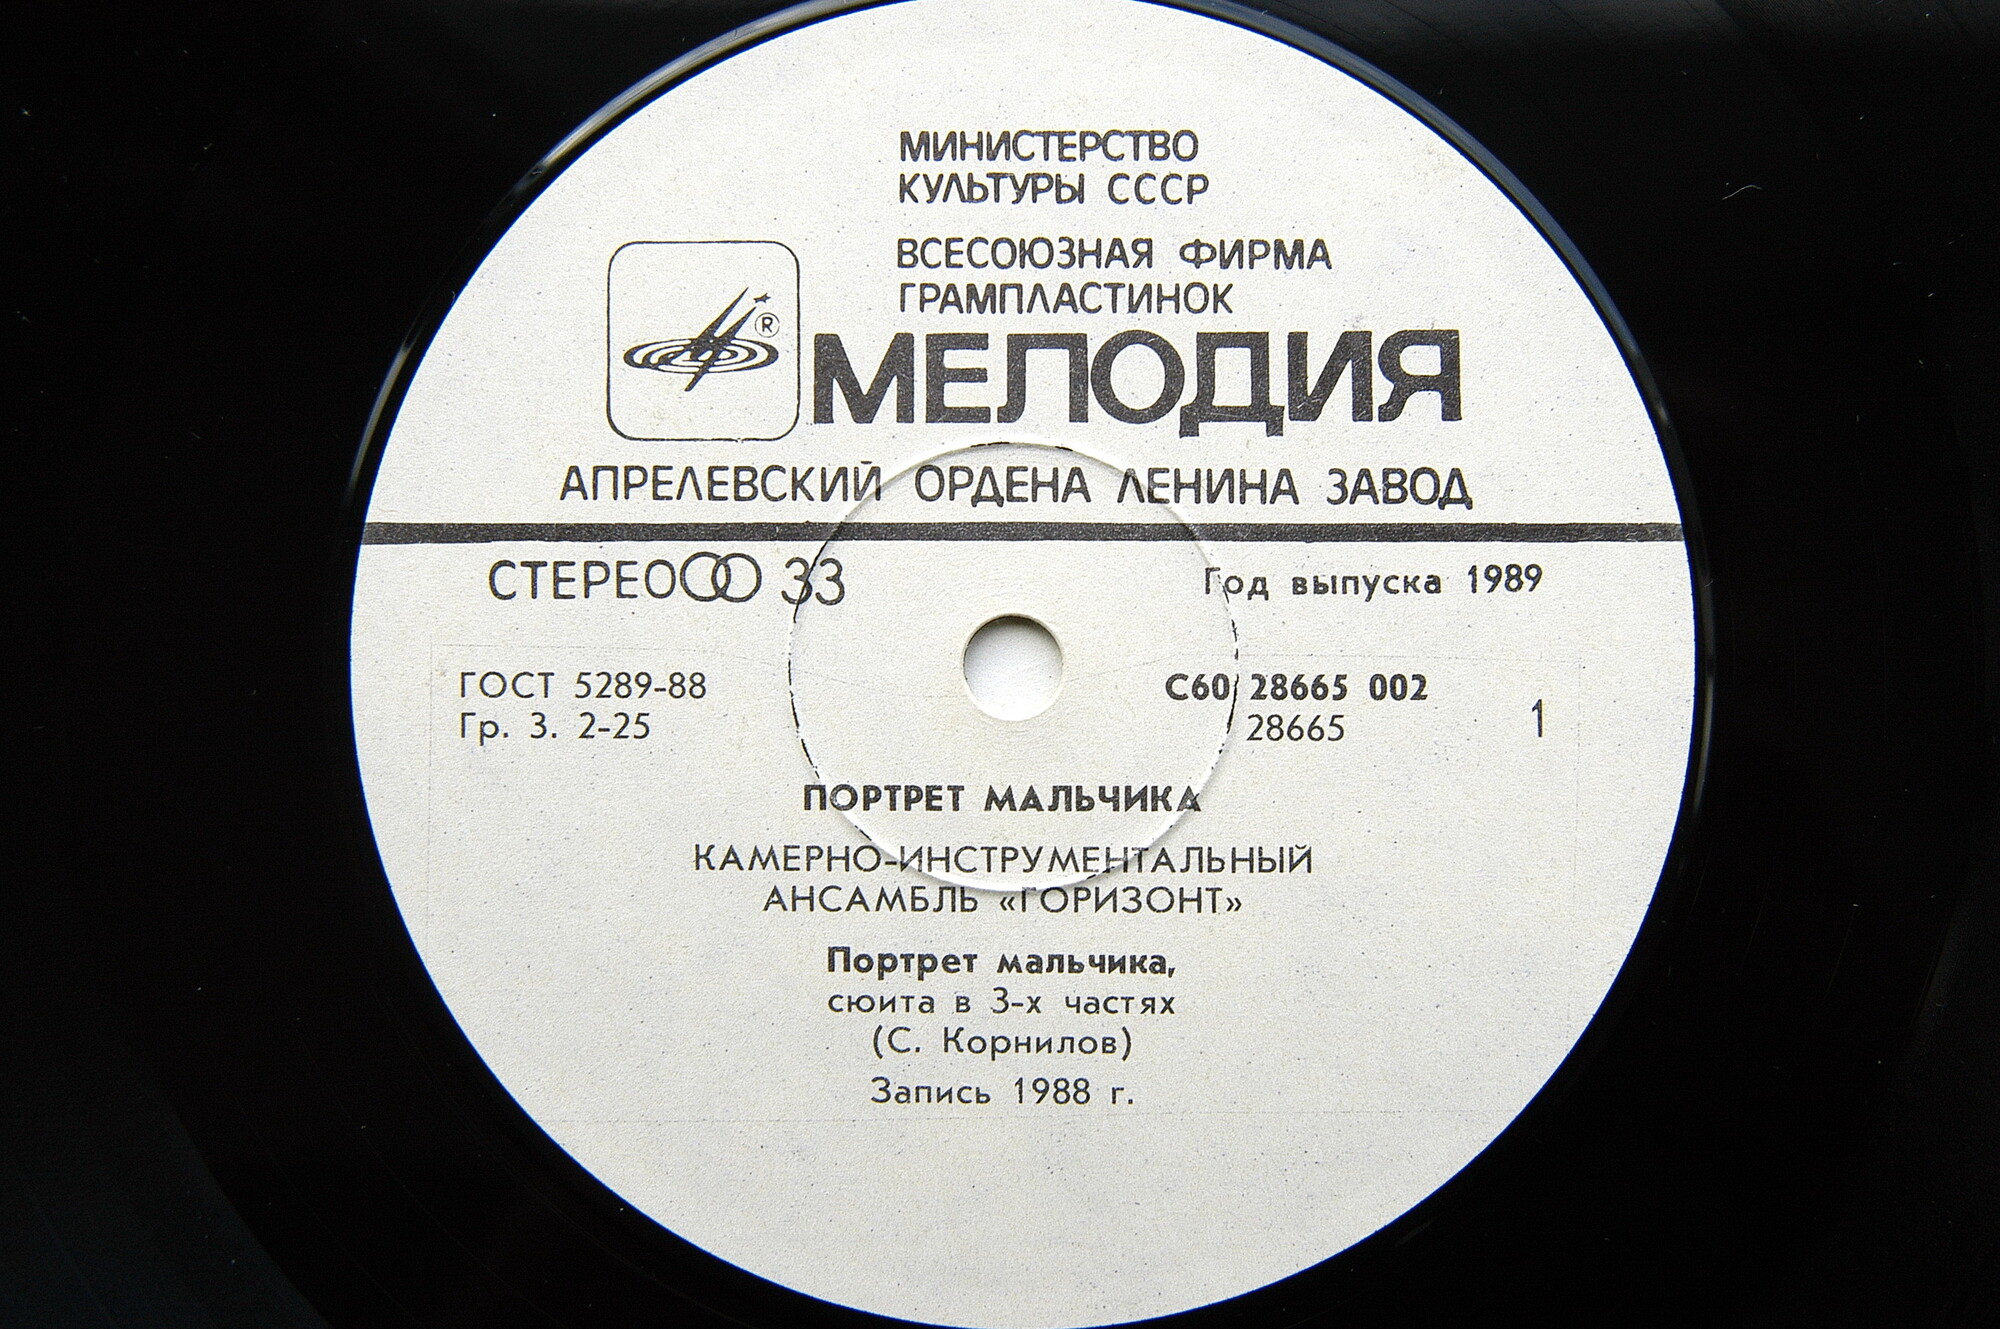 МИНИСТЕРСТВО
КУЛЬТУРЫ СССР
ВСЕСОЮЗНАЯ ФИРМА
ГРАМПЛАСТИНОК
®
МЕЛОДИЯ
АПРЕЛЕВСКИЙ ОРДЕНА ЛЕНИНА ЗАВОД
СТЕРЕО 33
Год выпуска 1989
ГОСТ 5289-88
Гр. 3. 2-25
С60 28665 002
28665
1
ПОРТРЕТ МАЛЬЧИКА
КАМЕРНО-ИНСТРУМЕНТАЛЬНЫЙ
АНСАМБЛЬ «ГОРИЗОНТ»
Портрет мальчика,
сюита в 3-х частях
(С. Корнилов)
Запись 1988 г.